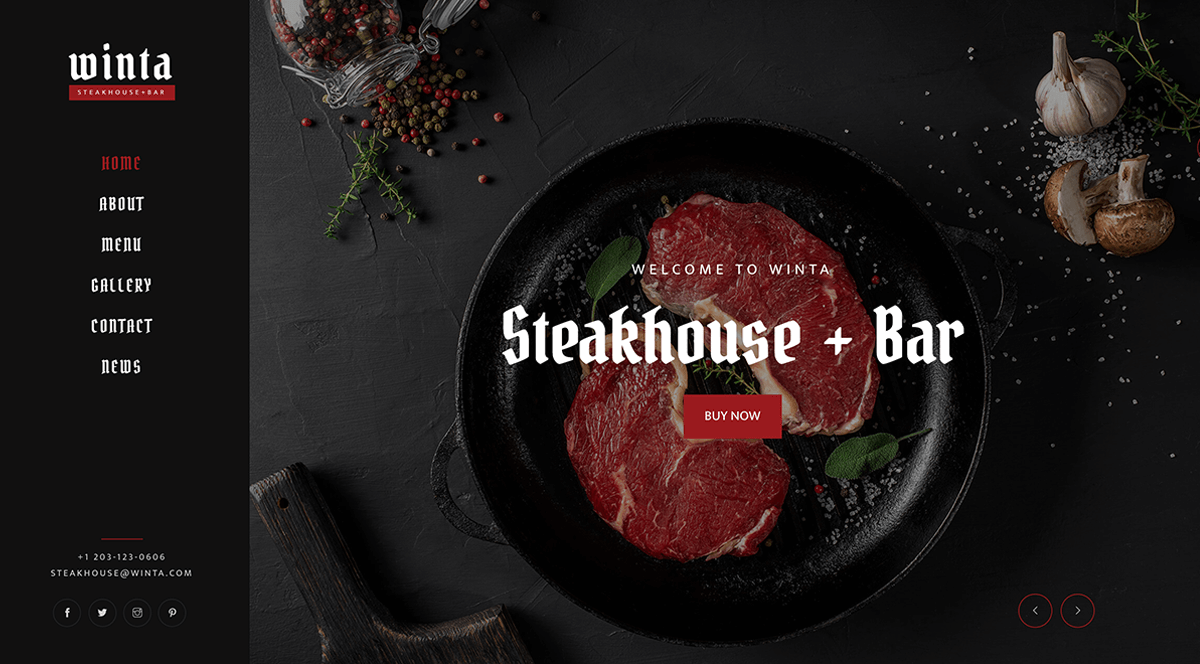 winta
STEAKHOUSE+BAR
HOME
ABOUT
MENU
GALLERY
CONTACT
NEWS
+1 203-123-0606
STEAKHOUSE@WINTA.COM
WELCOME TO WINTA
Steakhouse + Bar
BUY NOW